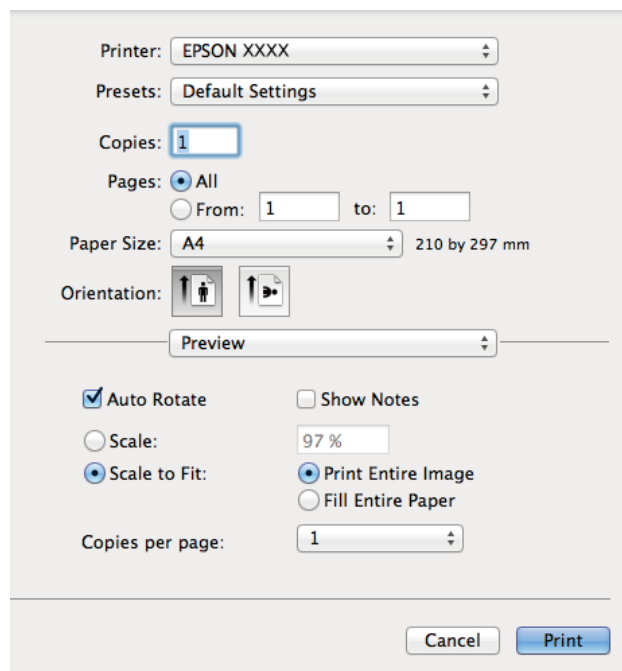 Printer: EPSON XXXX
Presets: Default Settings
Copies: 1
Pages: All
From: 1 to: 1
Paper Size: A4 210 by 297 mm
Orientation:
Preview
Auto Rotate Show Notes
Scale: 97 %
Scale to Fit: Print Entire Image
Fill Entire Paper
Copies per page: 1
Cancel Print